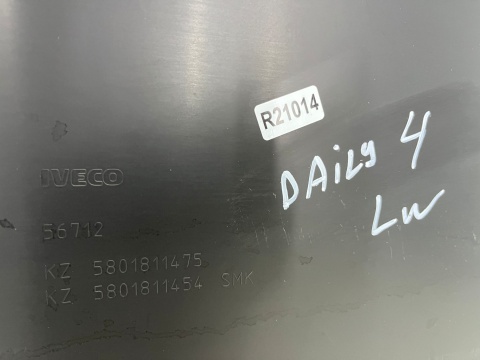 R21014
DAily 4
Lw
IVECO
56712
KZ 5801811475
KZ 5801811454 SMK